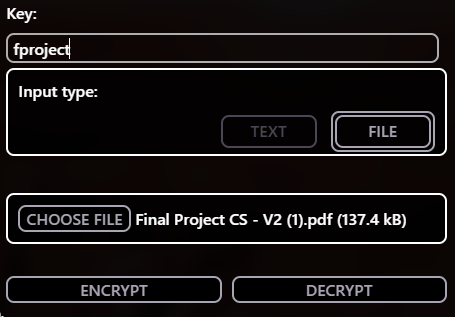 Key:
fproject
Input type:
TEXT FILE
CHOOSE FILE Final Project CS - V2 (1).pdf (137.4 kB)
ENCRYPT DECRYPT